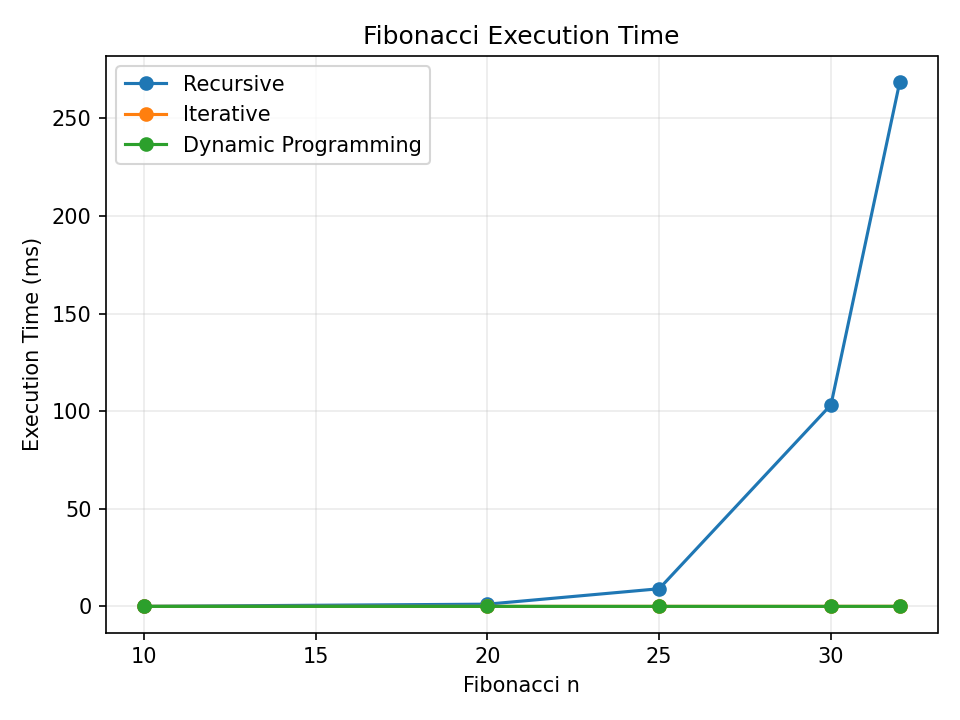 Fibonacci Execution Time
Recursive
Iterative
Dynamic Programming
Execution Time (ms)
250
200
150
100
50
0
10 15 20 25 30
Fibonacci n